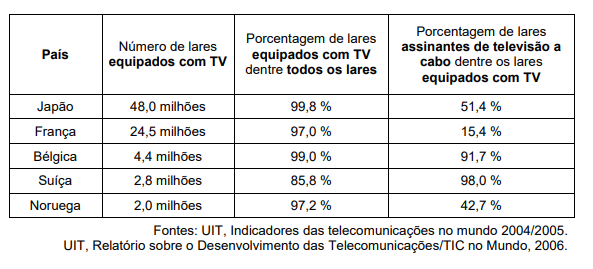 País
Número de lares
equipados com TV
Porcentagem de lares
equipados com TV
dentre todos os lares
Porcentagem de lares
assinantes de televisão a
cabo dentre os lares
equipados com TV
Japão 48,0 milhões 99,8 % 51,4 %
França 24,5 milhões 97,0 % 15,4 %
Bélgica 4,4 milhões 99,0 % 91,7 %
Suíça 2,8 milhões 85,8 % 98,0 %
Noruega 2,0 milhões 97,2 % 42,7 %
Fontes: UIT, Indicadores das telecomunicações no mundo 2004/2005.
UIT, Relatório sobre o Desenvolvimento das Telecomunicações/TIC no Mundo, 2006.